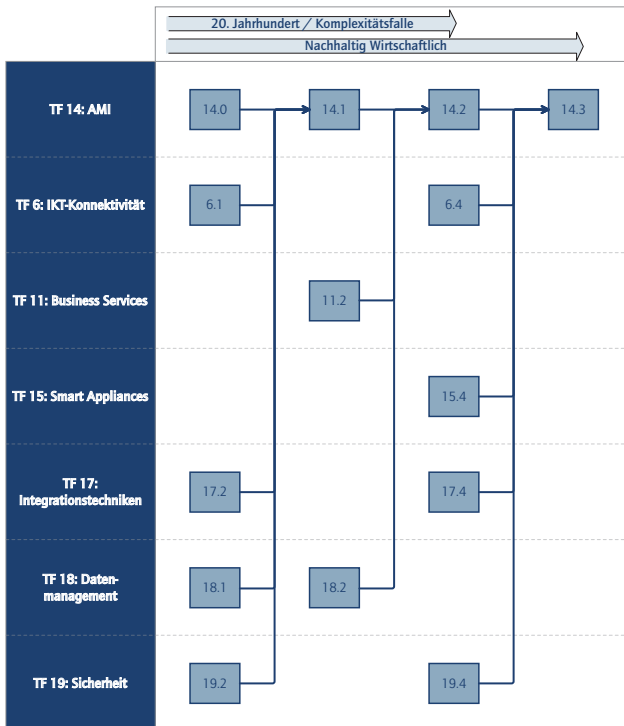 20. Jahrhundert / Komplexitätsfalle
Nachhaltig Wirtschaftlich
TF 14: AMI
14.0
14.1
14.2
14.3
TF 6: IKT-Konnektivität
6.1
6.4
TF 11: Business Services
11.2
TF 15: Smart Appliances
15.4
TF 17:
Integrationstechniken
17.2
17.4
TF 18: Daten-
management
18.1
18.2
TF 19: Sicherheit
19.2
19.4